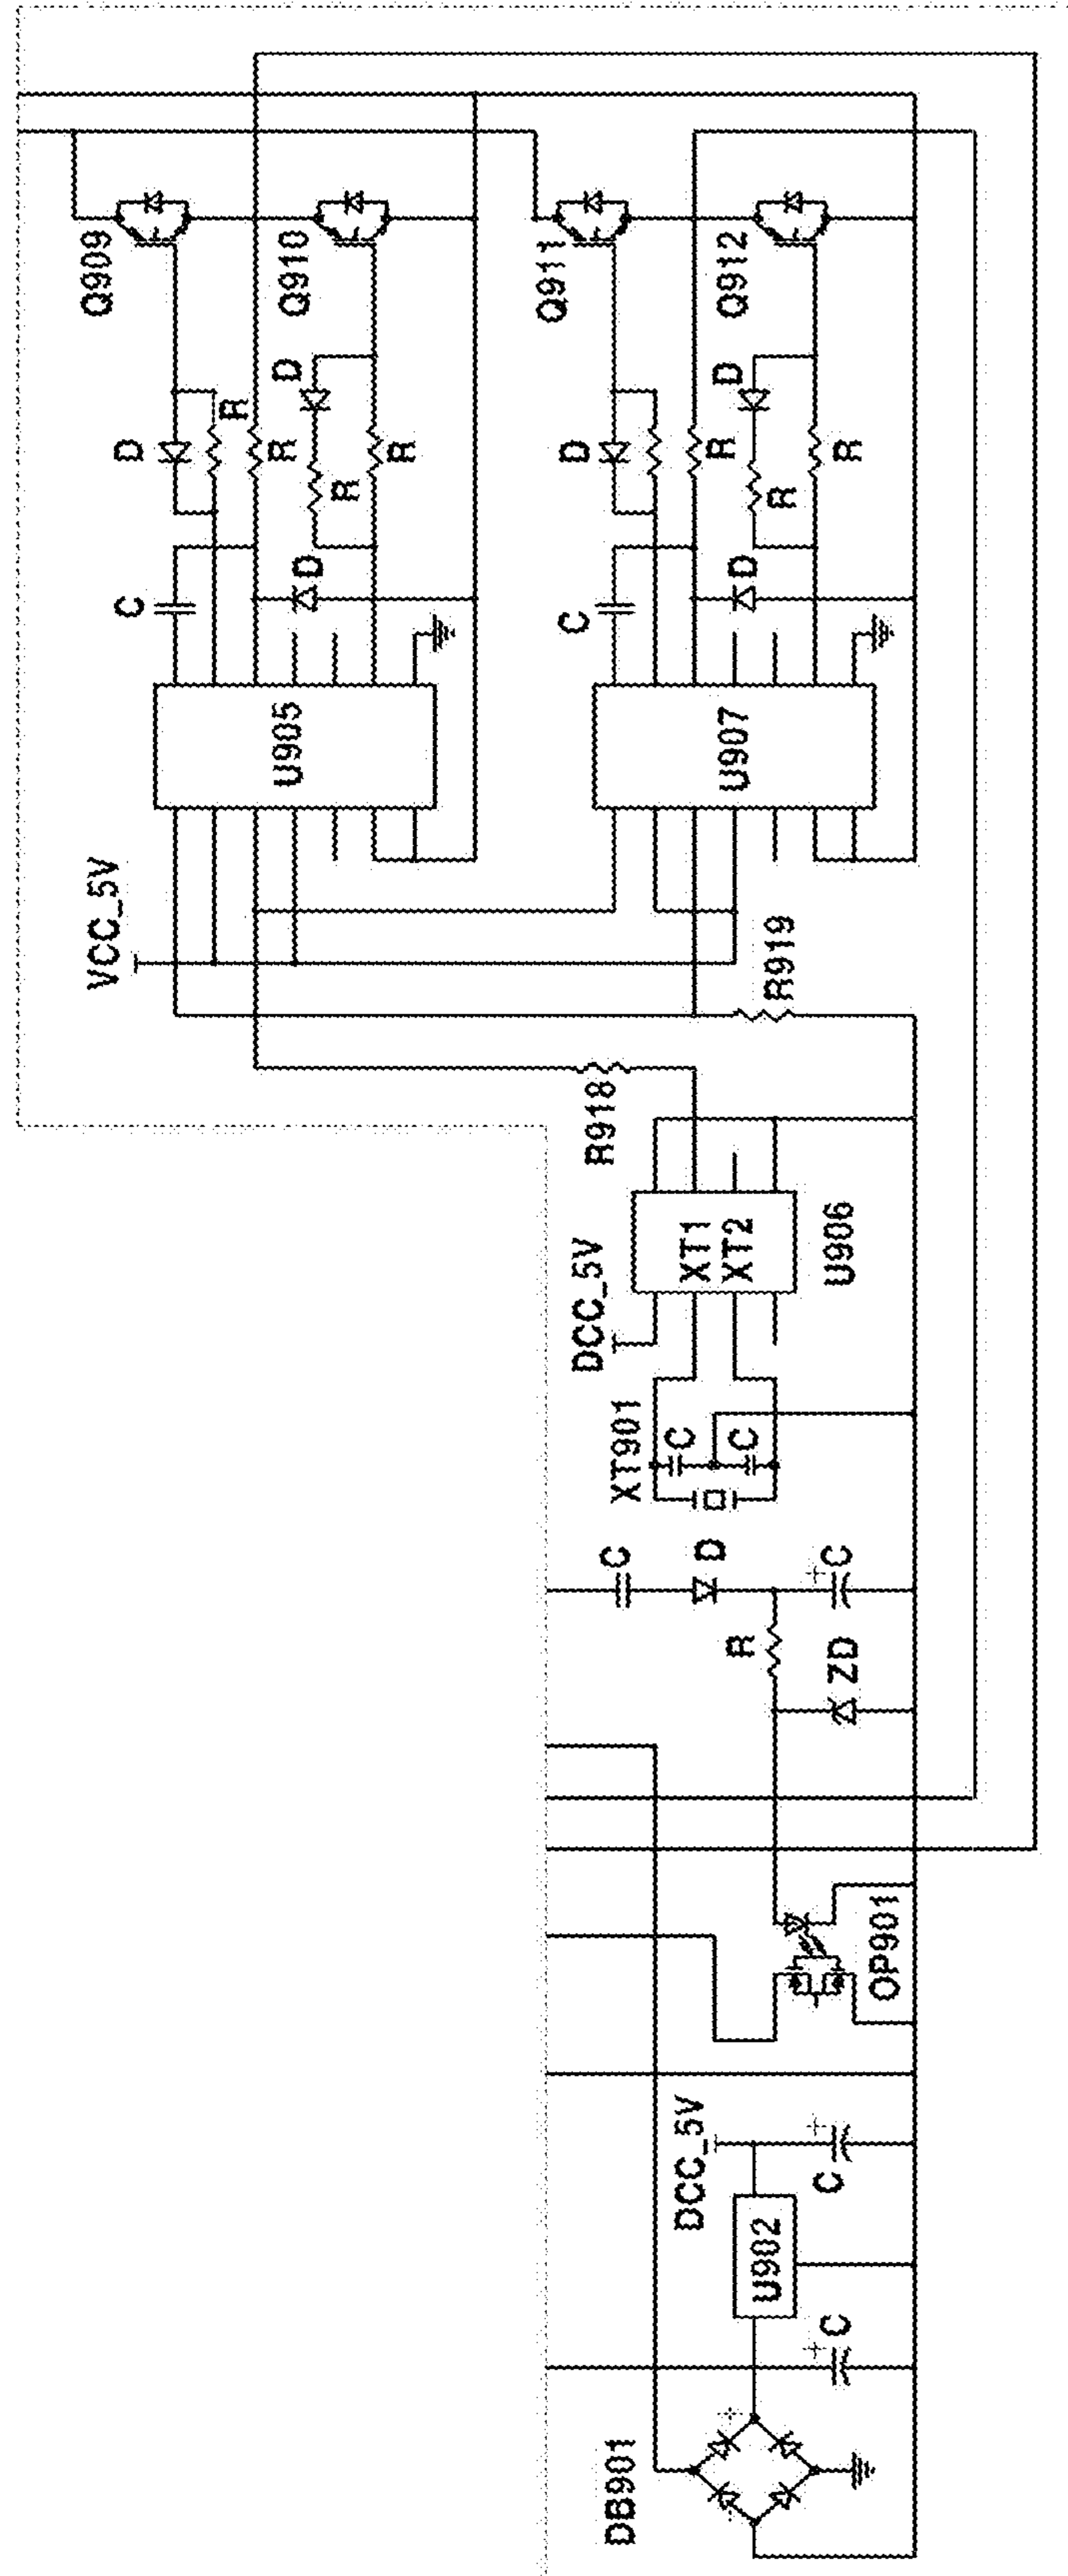 Q909
Q910
Q911
Q912
D
R
R
D
R
R
D
C
D
R
D
R
R
D
C
U905
U907
VCC_5V
R919
R918
XT1
XT2
U906
DCC_5V
XT901
C
C
C
D
C
R
ZD
OP901
DCC_5V
C
U902
C
DB901